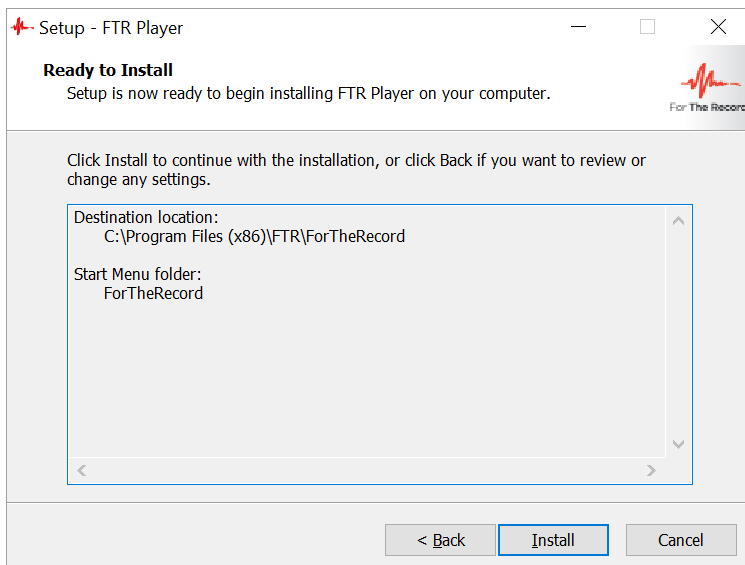 Setup - FTR Player
Ready to Install
Setup is now ready to begin installing FTR Player on your computer.
For The Record
Click Install to continue with the installation, or click Back if you want to review or
change any settings.
Destination location:
C:\Program Files (x86)\FTR\ForTheRecord
Start Menu folder:
ForTheRecord
< Back
Install
Cancel